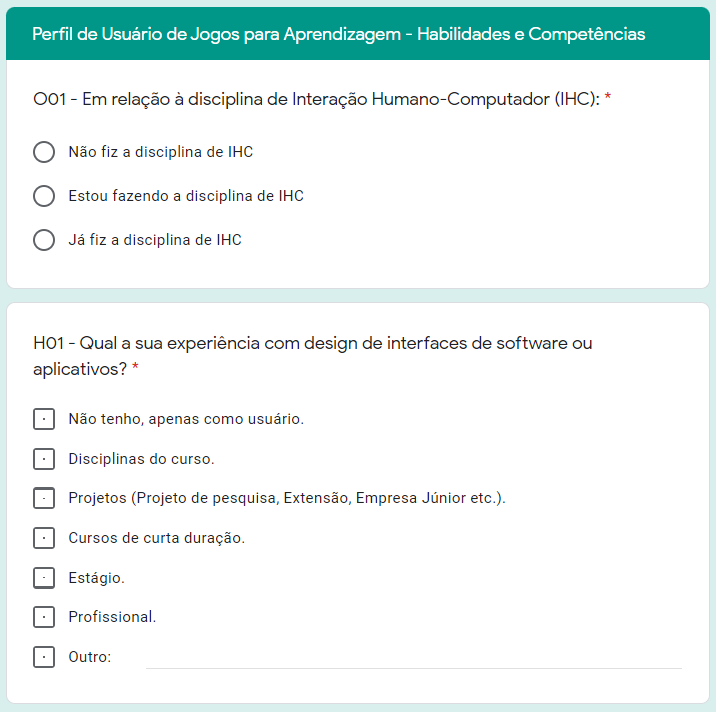 Perfil de Usuário de Jogos para Aprendizagem - Habilidades e Competências
O01 - Em relação à disciplina de Interação Humano-Computador (IHC): *
Não fiz a disciplina de IHC
Estou fazendo a disciplina de IHC
Já fiz a disciplina de IHC
H01 - Qual a sua experiência com design de interfaces de software ou
aplicativos? *
Não tenho, apenas como usuário.
Disciplinas do curso.
Projetos (Projeto de pesquisa, Extensão, Empresa Júnior etc.).
Cursos de curta duração.
Estágio.
Profissional.
Outro: